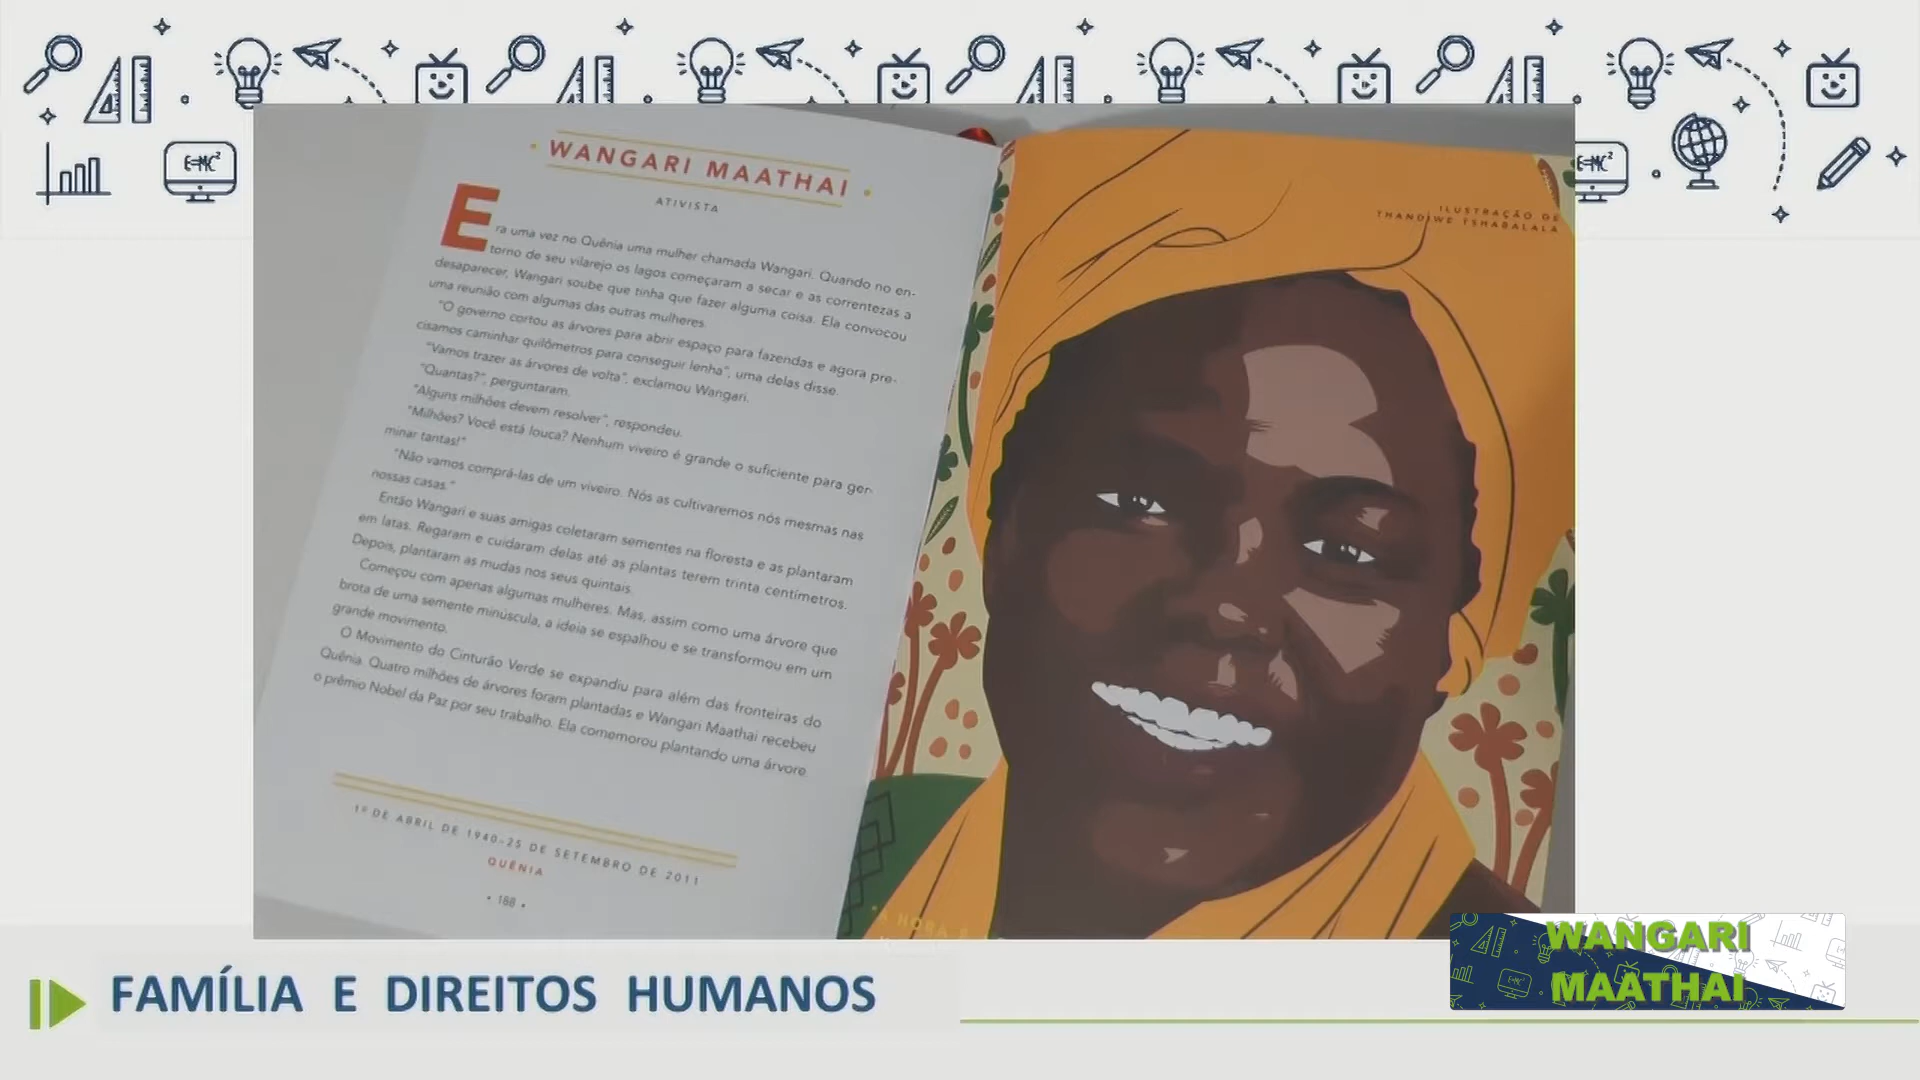 E=MC²
E=MC²
WANGARI MAATHAI
ATIVISTA
Era uma vez no Quênia uma mulher chamada Wangari. Quando no en-
torno de seu vilarejo os lagos começaram a secar e as correntezas a
desaparecer, Wangari soube que tinha que fazer alguma coisa. Ela convocou
uma reunião com algumas das outras mulheres.
"O governo cortou as árvores para abrir espaço para fazendas e agora pre-
cisamos caminhar quilômetros para conseguir lenha", uma delas disse.
"Vamos trazer as árvores de volta", exclamou Wangari.
"Quantas?", perguntaram.
"Alguns milhões devem resolver", respondeu.
"Milhões? Você está louca? Nenhum viveiro é grande o suficiente para ger-
minar tantas!"
"Não vamos comprá-las de um viveiro. Nós as cultivaremos nós mesmas nas
nossas casas."
Então Wangari e suas amigas coletaram sementes na floresta e as plantaram
em latas. Regaram e cuidaram delas até as plantas terem trinta centímetros.
Depois, plantaram as mudas nos seus quintais.
Começou com apenas algumas mulheres. Mas, assim como uma árvore que
brota de uma semente minúscula, a ideia se espalhou e se transformou em um
grande movimento.
O Movimento do Cinturão Verde se expandiu para além das fronteiras do
Quênia. Quatro milhões de árvores foram plantadas e Wangari Maathai recebeu
o prêmio Nobel da Paz por seu trabalho. Ela comemorou plantando uma árvore.
1º DE ABRIL DE 1940-25 DE SETEMBRO DE 2011
QUÊNIA
• 188 •
ILUSTRAÇÃO DE
THANDIWE TSHABALALA
A HORA É
FAMÍLIA E DIREITOS HUMANOS
WANGARI
MAATHAI